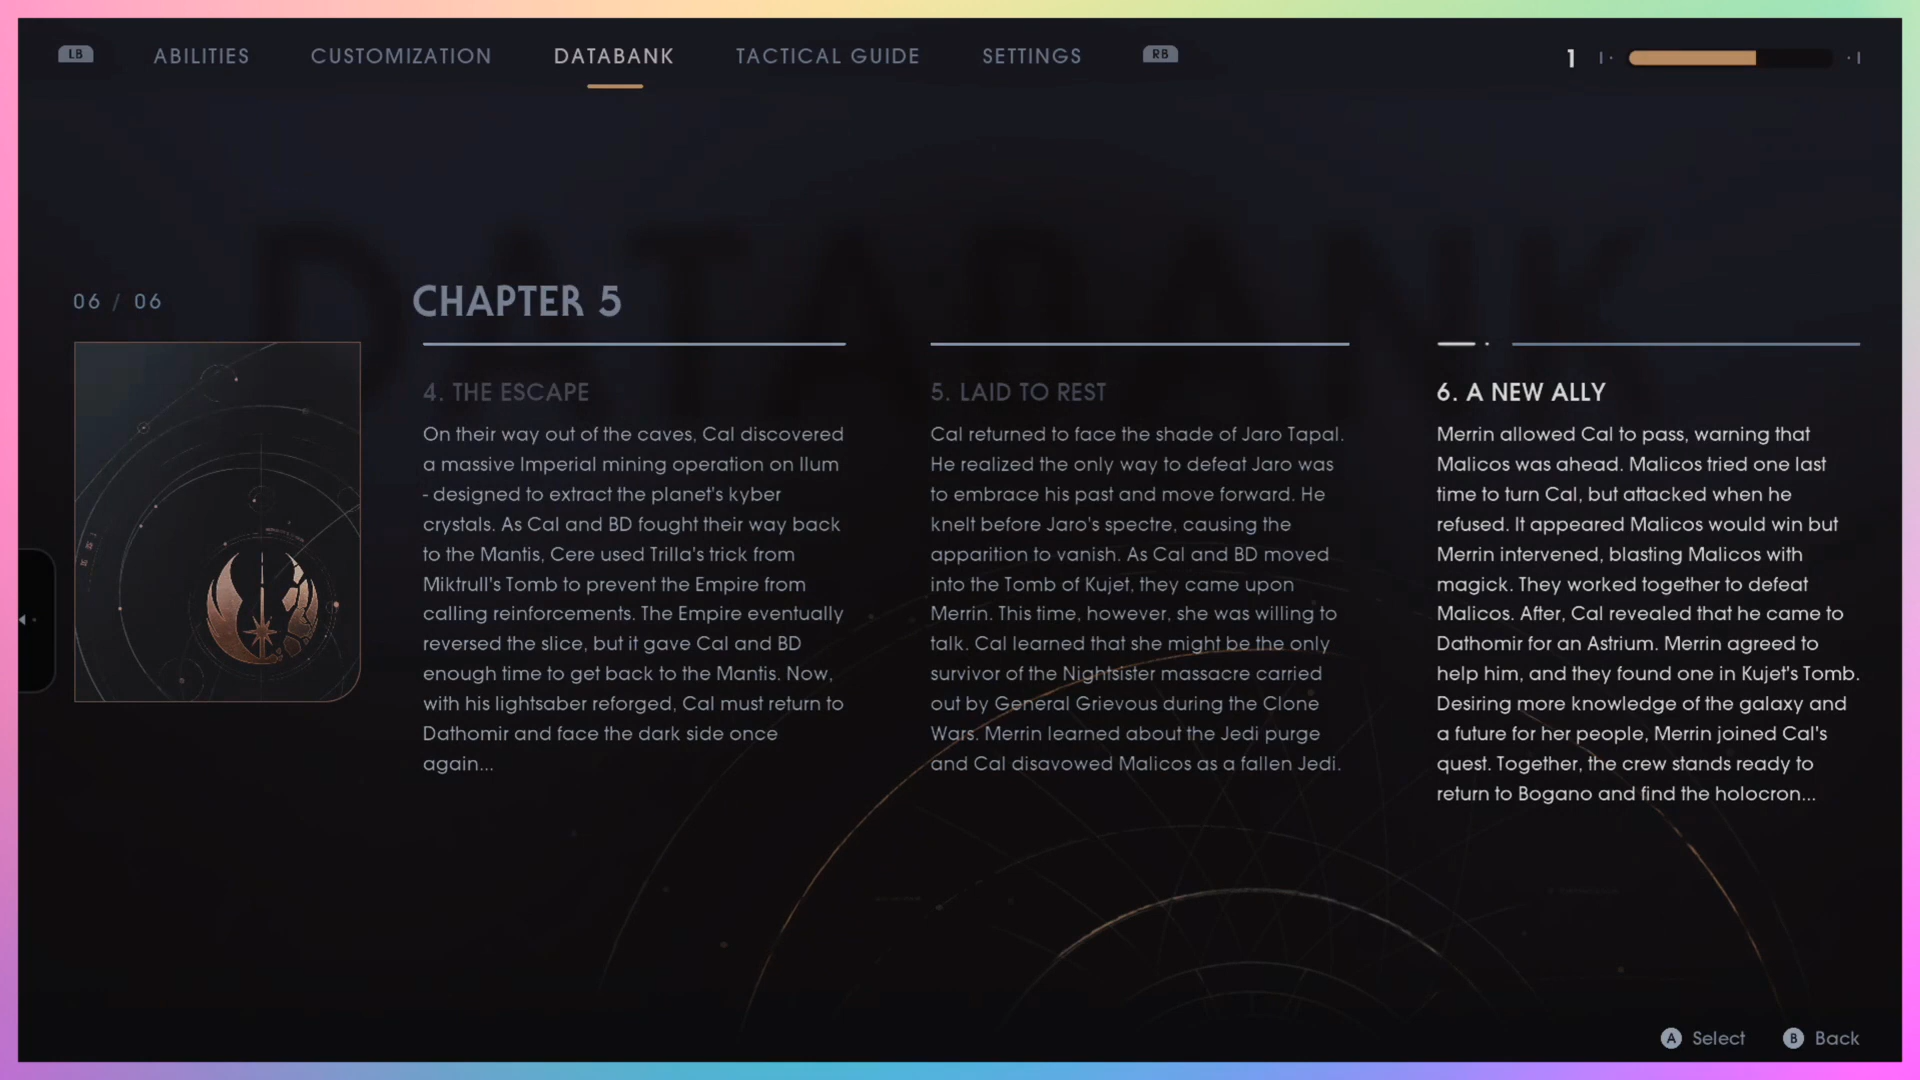 LB ABILITIES CUSTOMIZATION DATABANK TACTICAL GUIDE SETTINGS RB 1
DATABANK
06 / 06
CHAPTER 5
4. THE ESCAPE
On their way out of the caves, Cal discovered
a massive Imperial mining operation on Ilum
- designed to extract the planet's kyber
crystals. As Cal and BD fought their way back
to the Mantis, Cere used Trilla's trick from
Miktrull's Tomb to prevent the Empire from
calling reinforcements. The Empire eventually
reversed the slice, but it gave Cal and BD
enough time to get back to the Mantis. Now,
with his lightsaber reforged, Cal must return to
Dathomir and face the dark side once
again...
5. LAID TO REST
Cal returned to face the shade of Jaro Tapal.
He realized the only way to defeat Jaro was
to embrace his past and move forward. He
knelt before Jaro's spectre, causing the
apparition to vanish. As Cal and BD moved
into the Tomb of Kujet, they came upon
Merrin. This time, however, she was willing to
talk. Cal learned that she might be the only
survivor of the Nightsister massacre carried
out by General Grievous during the Clone
Wars. Merrin learned about the Jedi purge
and Cal disavowed Malicos as a fallen Jedi.
6. A NEW ALLY
Merrin allowed Cal to pass, warning that
Malicos was ahead. Malicos tried one last
time to turn Cal, but attacked when he
refused. It appeared Malicos would win but
Merrin intervened, blasting Malicos with
magick. They worked together to defeat
Malicos. After, Cal revealed that he came to
Dathomir for an Astrium. Merrin agreed to
help him, and they found one in Kujet's Tomb.
Desiring more knowledge of the galaxy and
a future for her people, Merrin joined Cal's
quest. Together, the crew stands ready to
return to Bogano and find the holocron...
A Select B Back